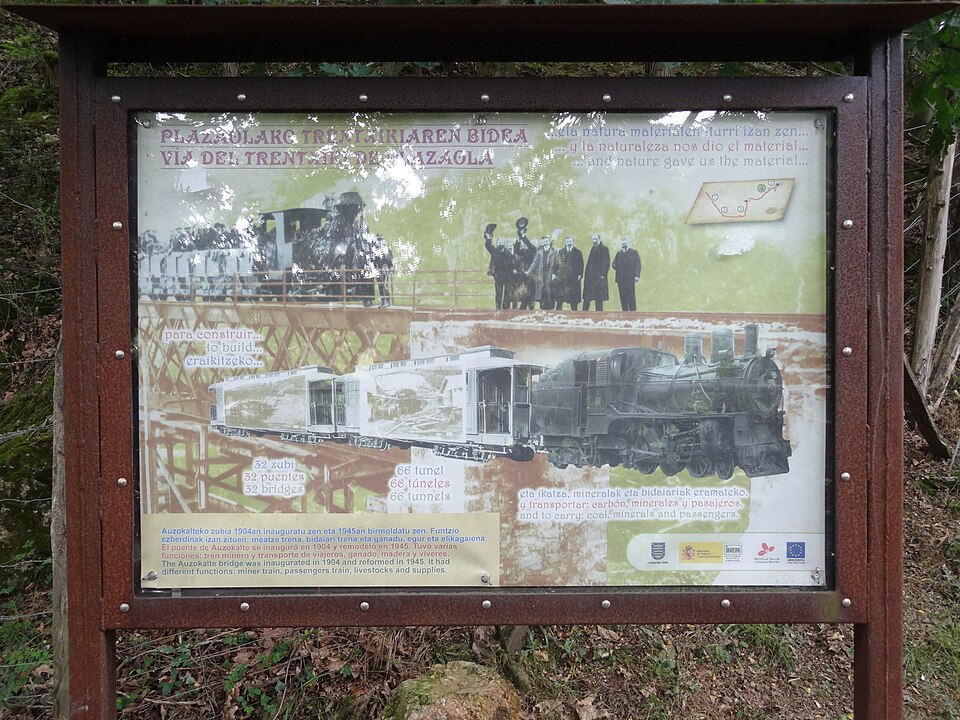 PLAZAOLAKO TRENTXIKIAREN BIDEA
VÍA DEL TRENTXIKI DE PLAZAOLA
...eta natura materialen iturri izan zen...
... y la naturaleza nos dio el material...
... and nature gave us the material...
para construir...
to build...
eraikitzeko...
32 zubi
32 puentes
32 bridges
66 tunel
66 túneles
66 tunnels
eta ikatza, mineralak eta bidaiariak eramateko.
y transportar: carbón, minerales y pasajeros.
and to carry: coal, minerals and passengers.
Auzokalteko zubia 1904an inauguratu zen eta 1945an birmoldatu zen. Funtzio
ezberdinak izan zituen: meatze trena, bidaiari trena eta ganadu, egur eta elikagaiena.
El puente de Auzokalte se inauguro en 1904 y remodelo en 1945. Tuvo varias
funciones: tren minero y transporte de viajeros, ganado, madera y víveres.
The Auzokalte bridge was inaugurated in 1904 and reformed in 1945. It had
different functions: miner train, passengers train, livestocks and supplies.